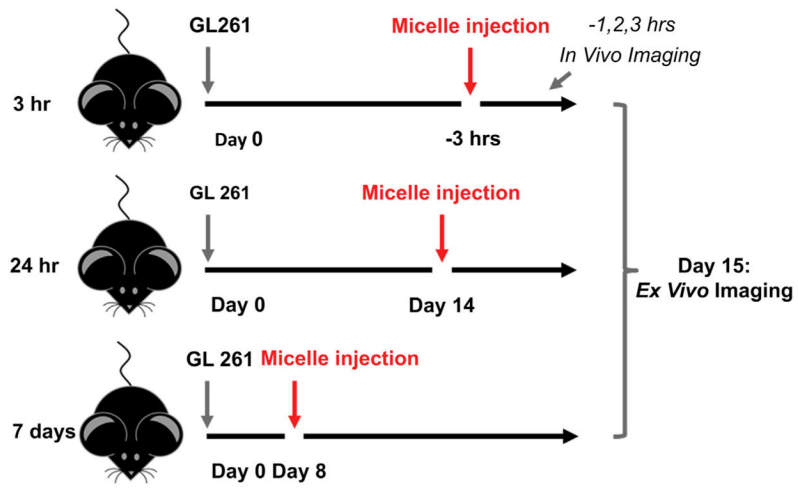 GL261
Micelle injection
-1,2,3 hrs
In Vivo Imaging
3 hr
Day 0
-3 hrs
GL 261
Micelle injection
24 hr
Day 0
Day 14
Day 15:
Ex Vivo Imaging
GL 261
Micelle injection
7 days
Day 0
Day 8